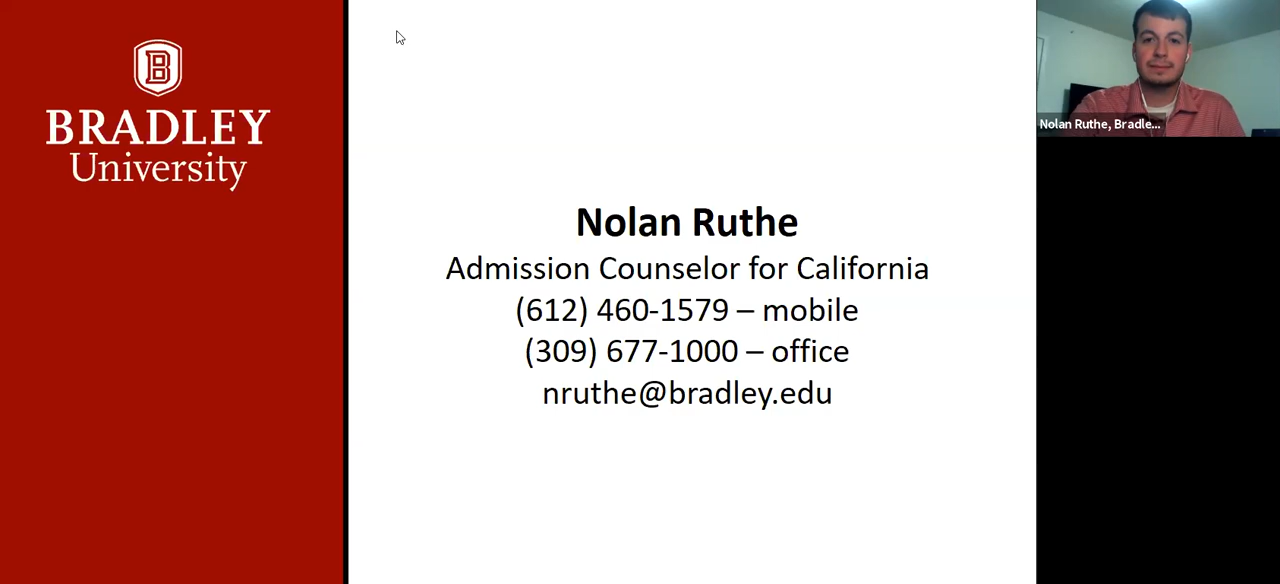 B
BRADLEY
University
Nolan Ruthe
Admission Counselor for California
(612) 460-1579 – mobile
(309) 677-1000 – office
nruthe@bradley.edu
Nolan Ruthe, Bradle...